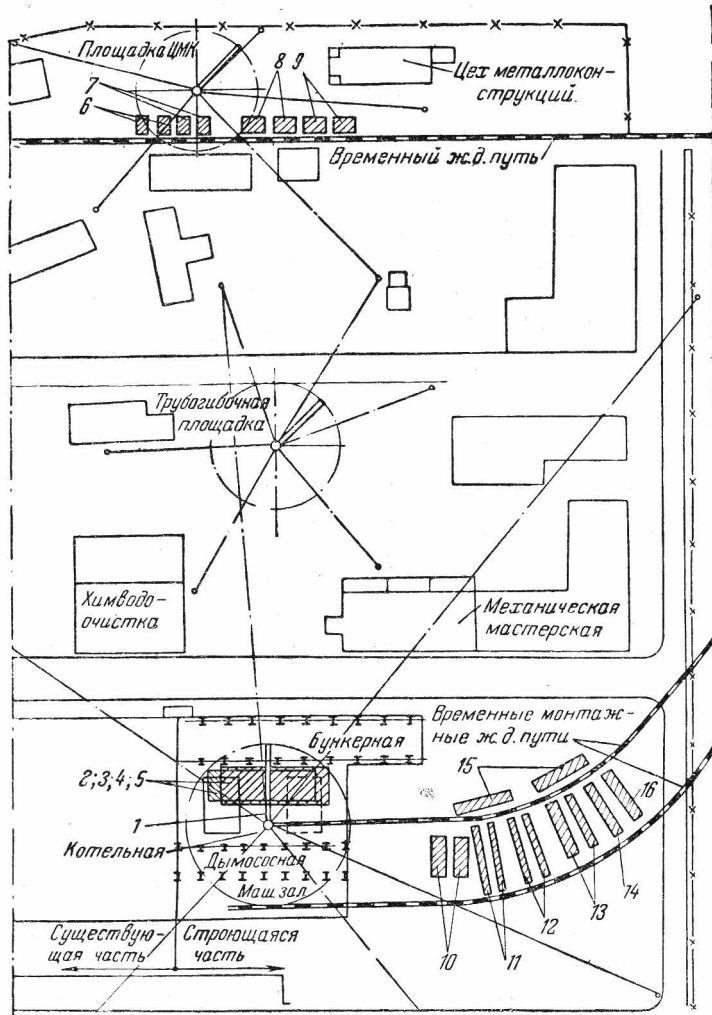 Площадка ЦМК
8 9
Цех металлокон-
струкций.
7
6
Временный ж.д. путь
Трубогибочная
площадка
Химводо-
очистка
Механическая
мастерская
Временные монтаж-
ные ж.д. пути
Бункерная
15
2;3,4;5
16
1
Котельная
Дымососная
Маш.зал
14
13
12
11
10
Существую-
щая часть
Строющаяся
часть